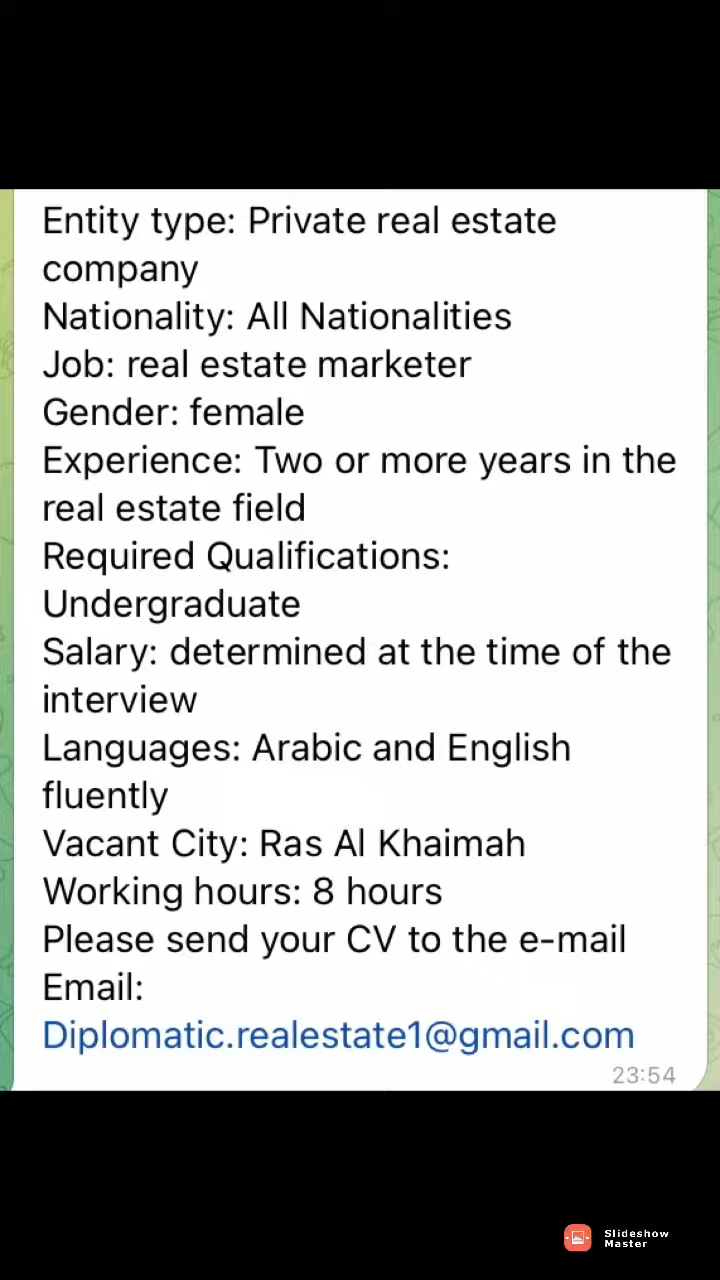 Entity type: Private real estate
company
Nationality: All Nationalities
Job: real estate marketer
Gender: female
Experience: Two or more years in the
real estate field
Required Qualifications:
Undergraduate
Salary: determined at the time of the
interview
Languages: Arabic and English
fluently
Vacant City: Ras Al Khaimah
Working hours: 8 hours
Please send your CV to the e-mail
Email:
Diplomatic.realestate1@gmail.com
23:54
Slideshow
Master